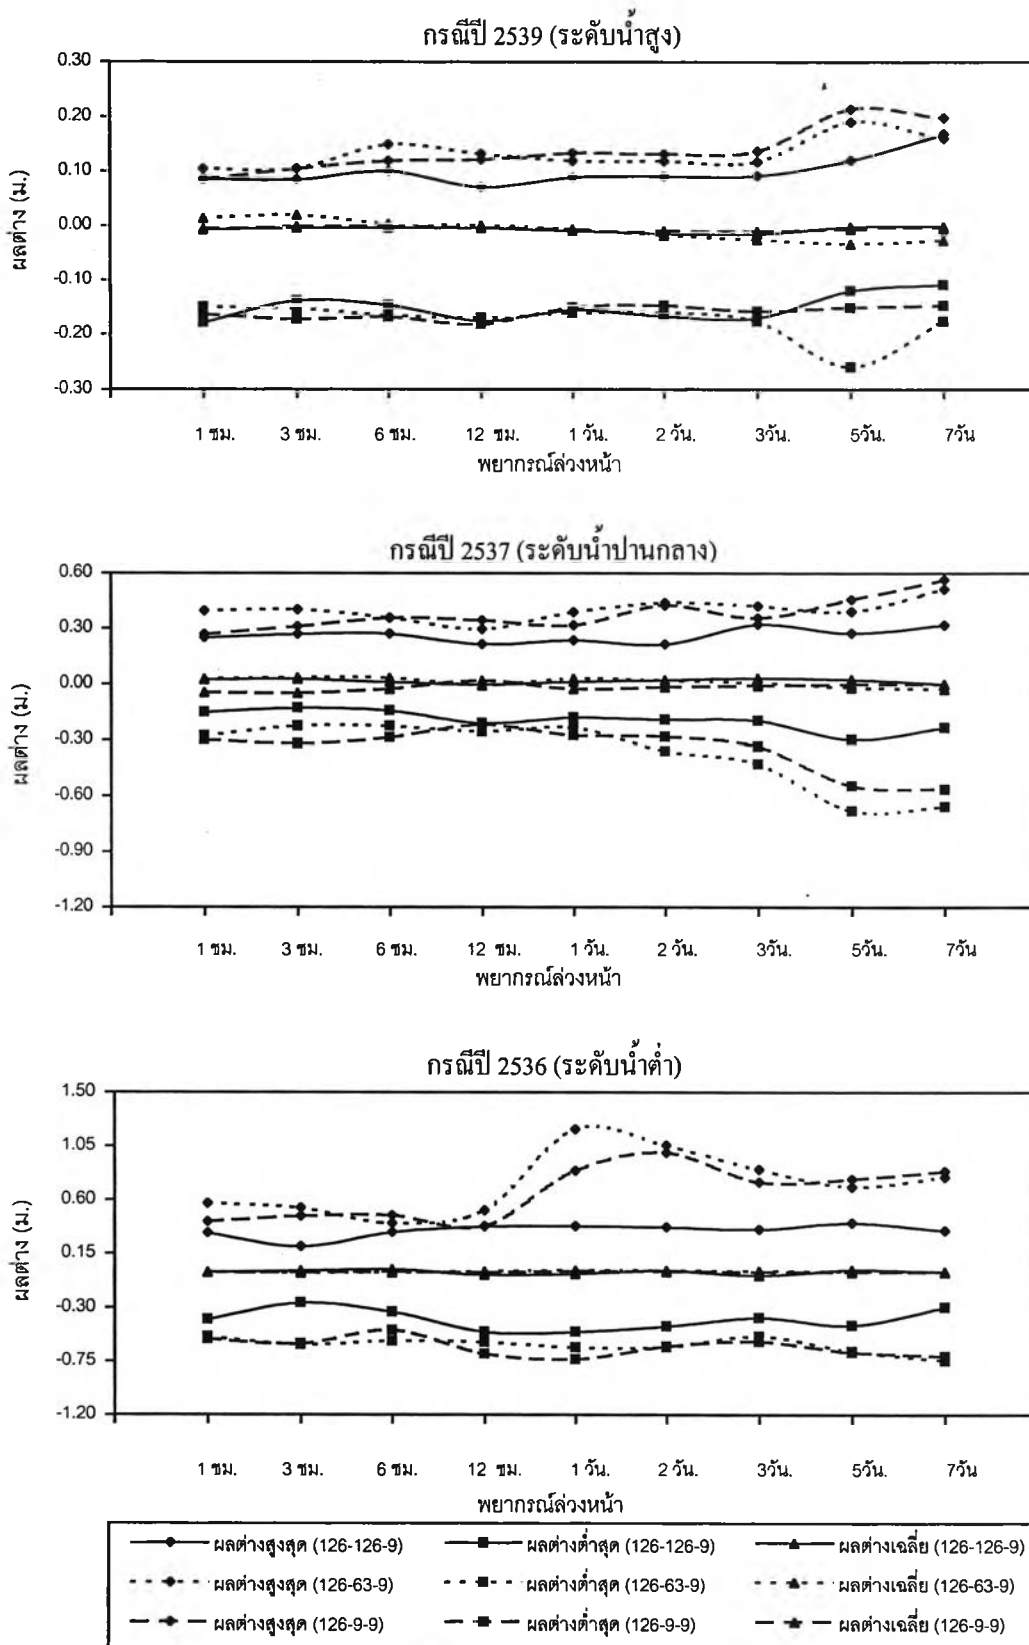 กรณีปี 2539 (ระดับน้ำสูง)
0.30
0.20
0.10
0.00
-0.10
-0.20
-0.30
ผลต่าง (ม.)
1 ชม. 3 ชม. 6 ชม. 12 ชม. 1 วัน. 2 วัน. 3วัน. 5วัน. 7วัน
พยากรณ์ล่วงหน้า
กรณีปี 2537 (ระดับน้ำปานกลาง)
0.60
0.30
0.00
-0.30
-0.60
-0.90
-1.20
ผลต่าง (ม.)
1 ชม. 3 ชม. 6 ชม. 12 ชม. 1วัน. 2 วัน. 3วัน. 5วัน. 7วัน
พยากรณ์ล่วงหน้า
กรณีปี 2536 (ระดับน้ำต่ำ)
1.50
1.05
0.60
0.15
-0.30
-0.75
-1.20
ผลต่าง (ม.)
1 ชม. 3 ชม. 6 ชม. 12 ชม. 1วัน. 2 วัน. 3วัน. 5วัน. 7วัน
พยากรณ์ล่วงหน้า
ผลต่างสูงสุด (126-126-9) ผลต่างต่ำสุด (126-126-9) ผลต่างเฉลี่ย (126-126-9)
ผลต่างสูงสุด (126-63-9) ผลต่างต่ำสุด (126-63-9) ผลต่างเฉลี่ย (126-63-9)
ผลต่างสูงสุด (126-9-9) ผลต่างต่ำสุด (126-9-9) ผลต่างเฉลี่ย (126-9-9)